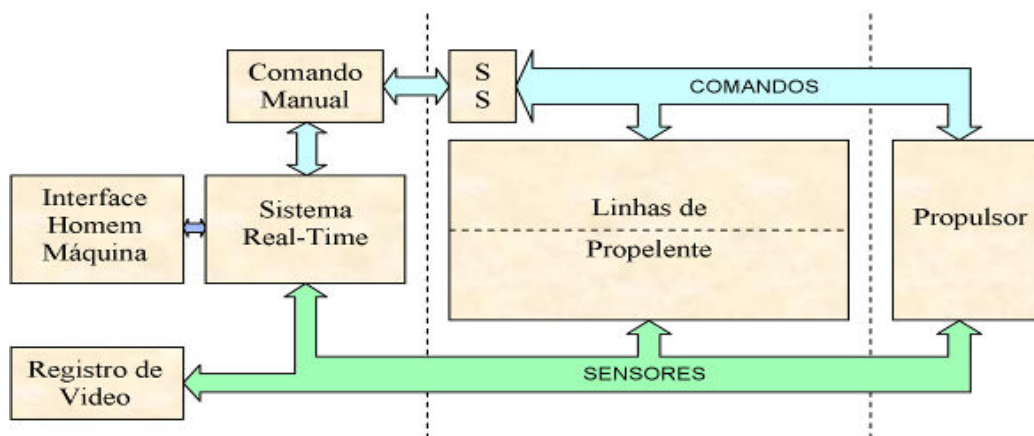 Comando
Manual
S
S
COMANDOS
Interface
Homem
Máquina
Sistema
Real-Time
Linhas de
Propelente
Propulsor
Registro de
Video
SENSORES